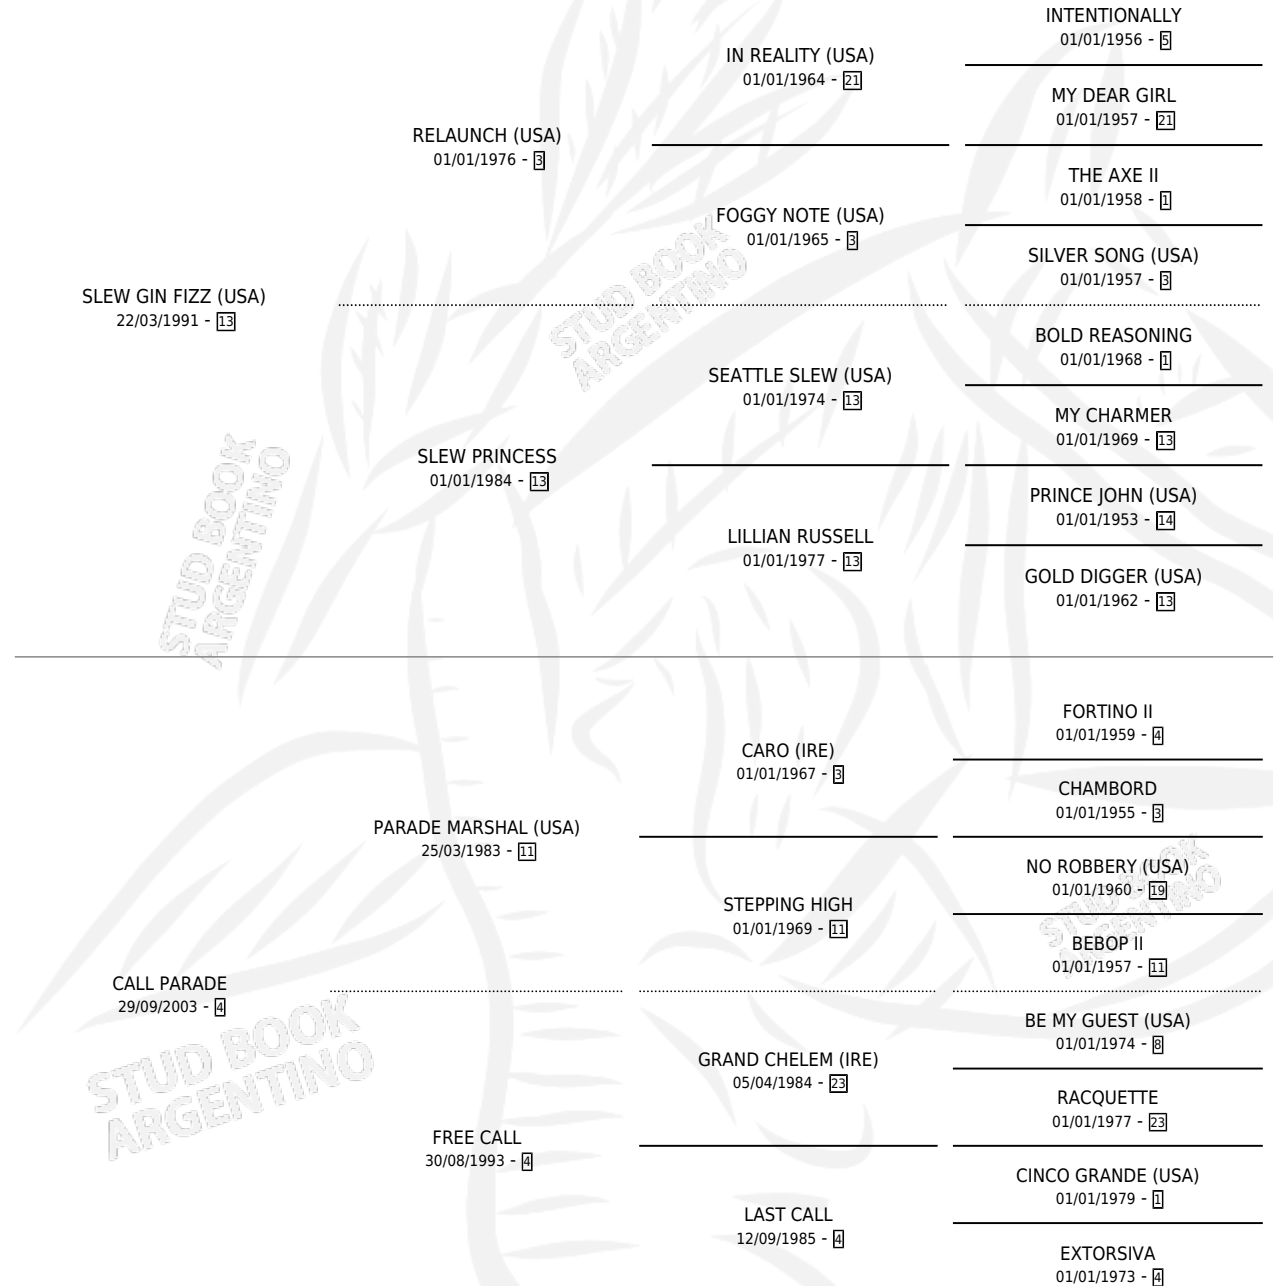 INTENTIONALLY
01/01/1956 - 5
IN REALITY (USA)
01/01/1964 - 21
MY DEAR GIRL
01/01/1957 - 21
RELAUNCH (USA)
01/01/1976 - 3
THE AXE II
01/01/1958 - 1
FOGGY NOTE (USA)
01/01/1965 - 3
SILVER SONG (USA)
01/01/1957 - 3
SLEW GIN FIZZ (USA)
22/03/1991 - 13
BOLD REASONING
01/01/1968 - 1
SEATTLE SLEW (USA)
01/01/1974 - 13
MY CHARMER
01/01/1969 - 13
SLEW PRINCESS
01/01/1984 - 13
PRINCE JOHN (USA)
01/01/1953 - 14
LILLIAN RUSSELL
01/01/1977 - 13
GOLD DIGGER (USA)
01/01/1962 - 13
STUD BOOK
ARGENTINO
STUD BOOK
ARGENTINO
FORTINO II
01/01/1959 - 4
CARO (IRE)
01/01/1967 - 3
CHAMBORD
01/01/1955 - 3
PARADE MARSHAL (USA)
25/03/1983 - 11
NO ROBBERY (USA)
01/01/1960 - 19
STEPPING HIGH
01/01/1969 - 11
BEBOP II
01/01/1957 - 11
CALL PARADE
29/09/2003 - 4
BE MY GUEST (USA)
01/01/1974 - 8
GRAND CHELEM (IRE)
05/04/1984 - 23
RACQUETTE
01/01/1977 - 23
FREE CALL
30/08/1993 - 4
CINCO GRANDE (USA)
01/01/1979 - 1
LAST CALL
12/09/1985 - 4
EXTORSIVA
01/01/1973 - 4
STUD BOOK
ARGENTINO
STUD BOOK
ARGENTINO